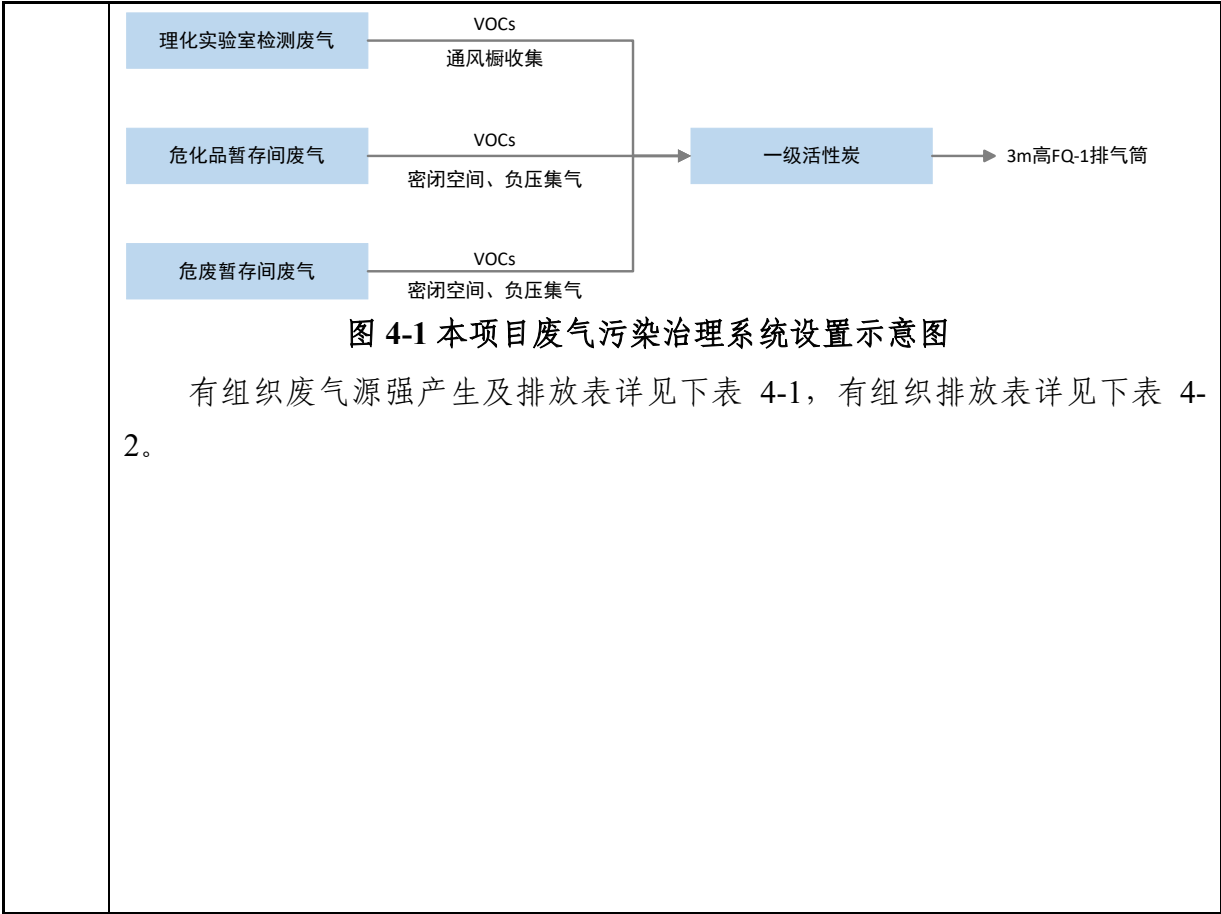 理化实验室检测废气
VOCs
通风橱收集
危化品暂存间废气
VOCs
密闭空间、负压集气
一级活性炭
3m高FQ-1排气筒
危废暂存间废气
VOCs
密闭空间、负压集气
图 4-1 本项目废气污染治理系统设置示意图
有组织废气源强产生及排放表详见下表 4-1，有组织排放表详见下表 4-
2。